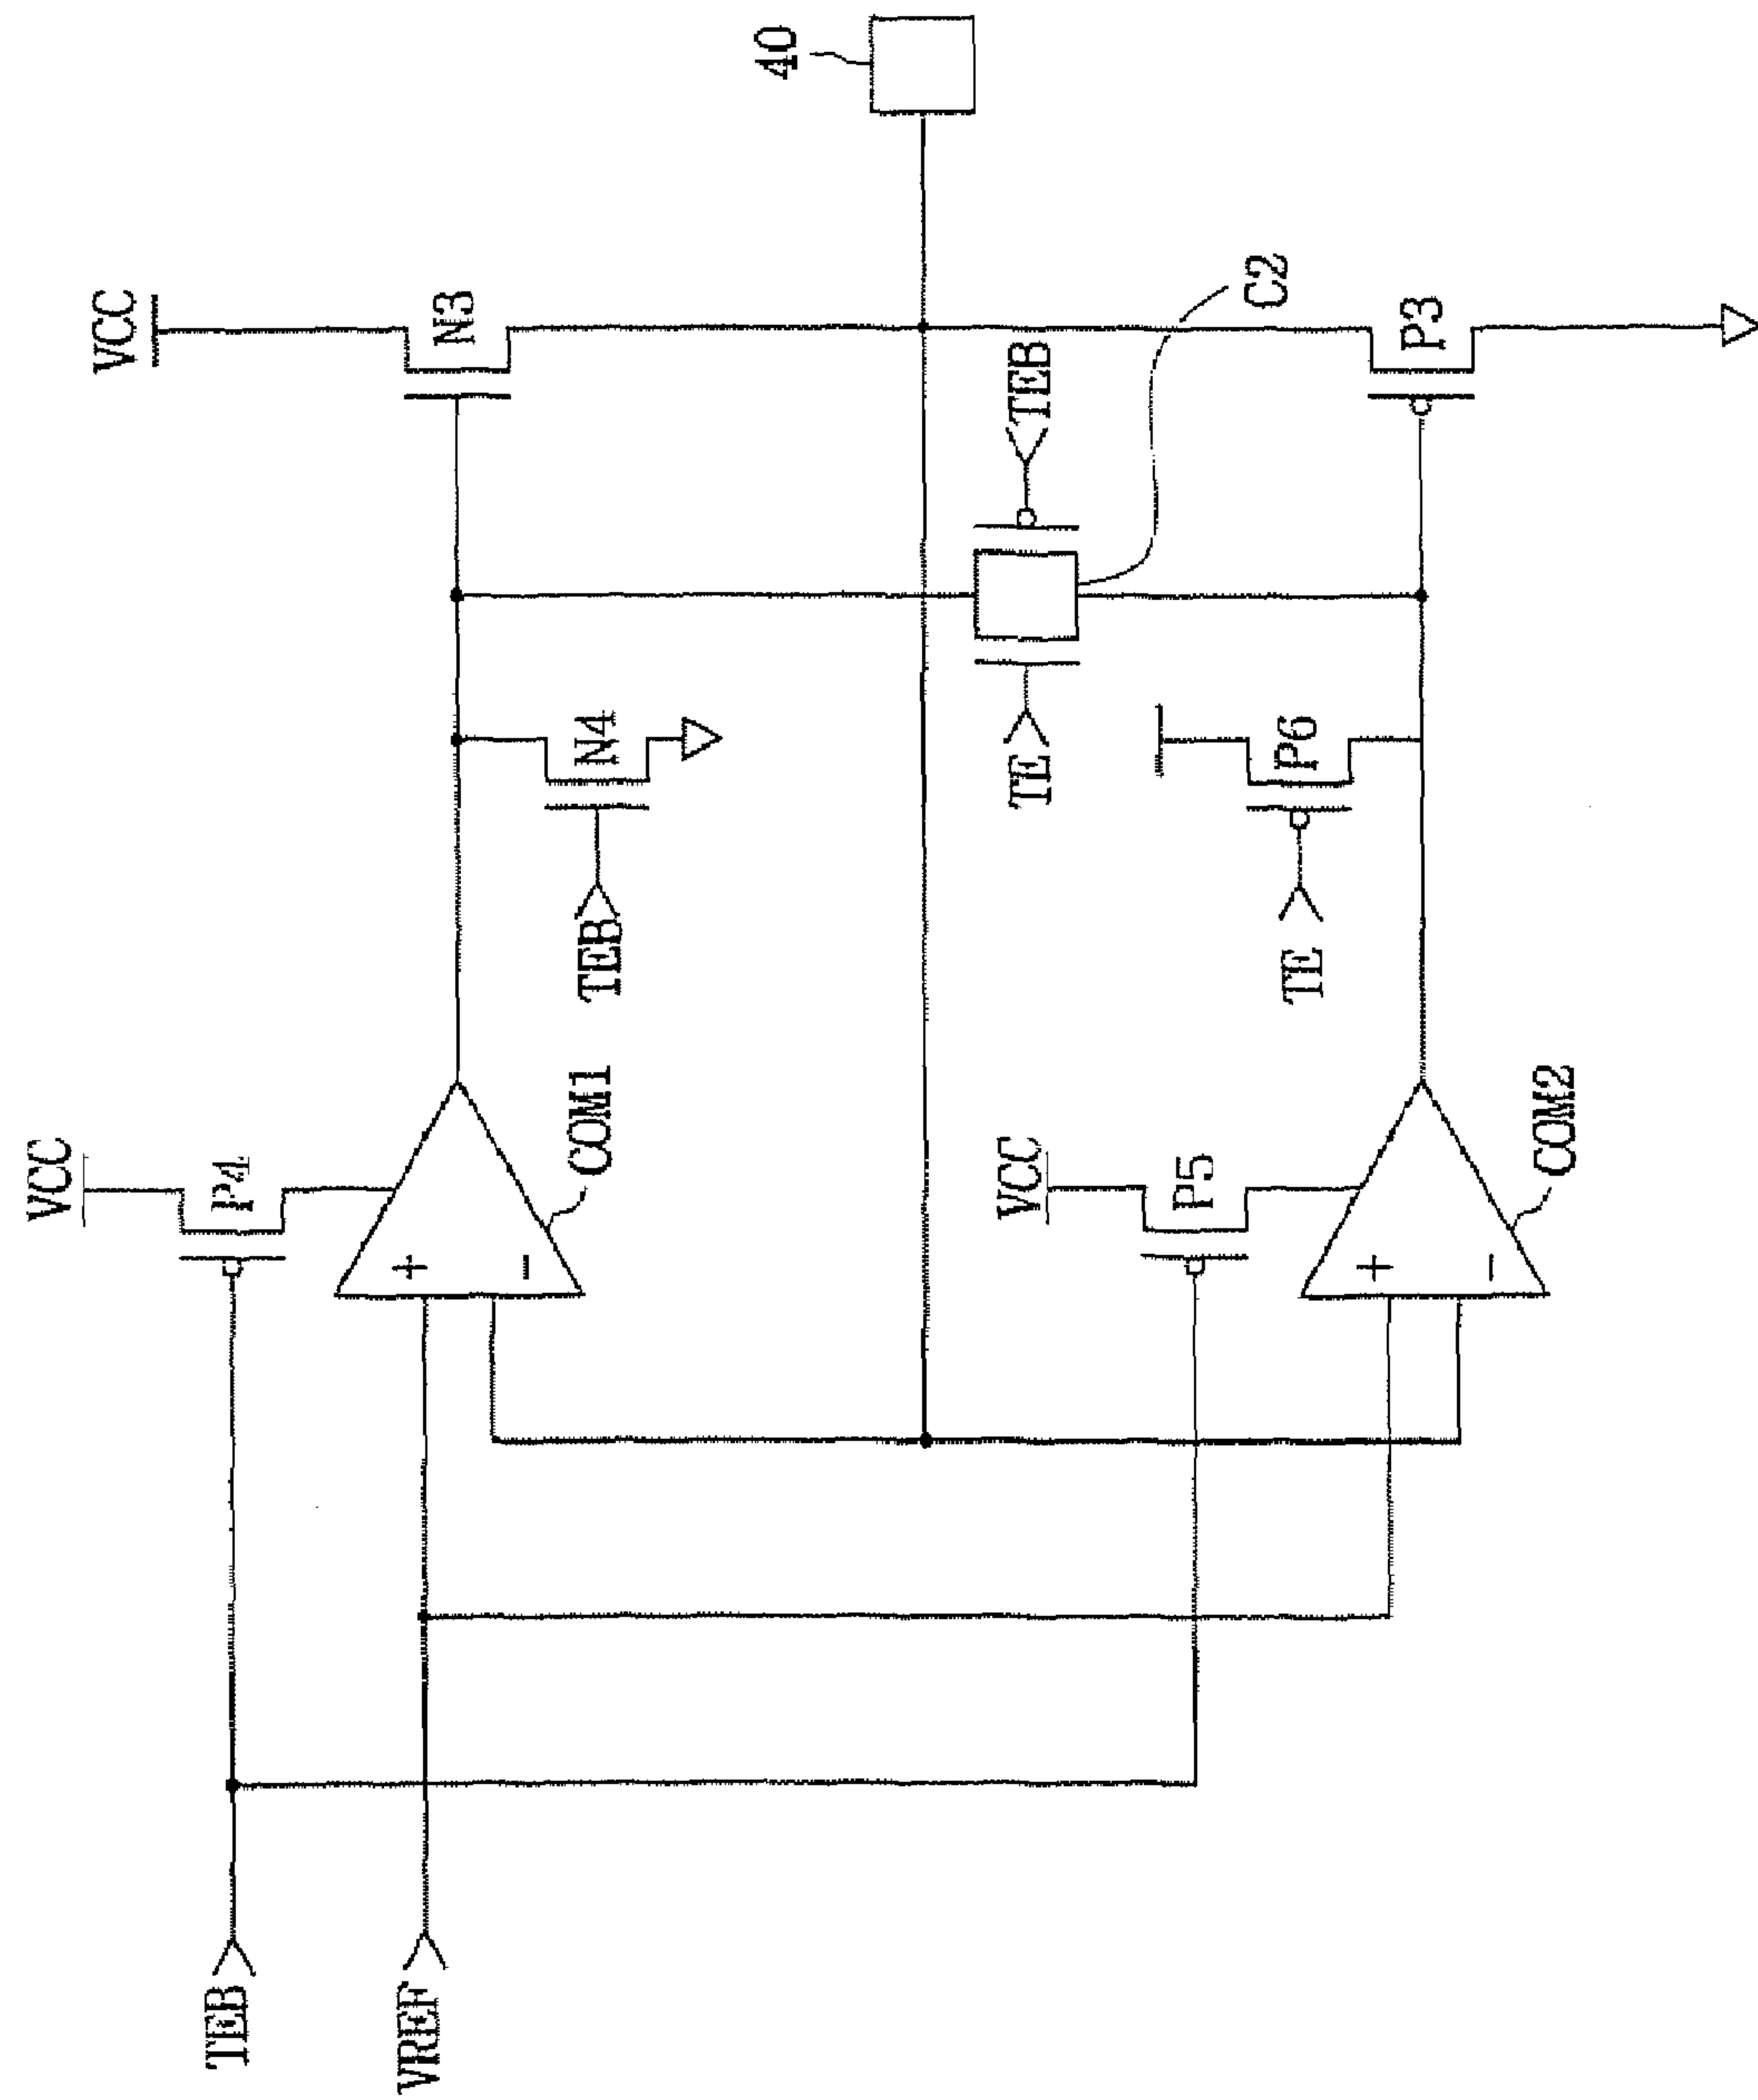 VCC
N3
40
VCC
P4
COM1
TEB
N4
TE
TEB
C2
VCC
P5
COM2
TE
P6
P3
TEB
VREF
+
-
+
-